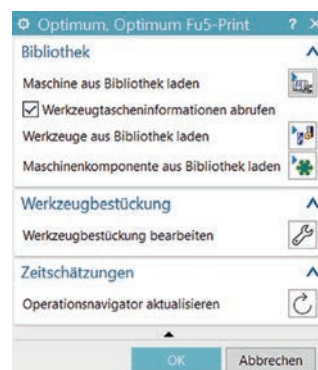 Optimum, Optimum Fu5-Print ? ×
Bibliothek
Maschine aus Bibliothek laden
Werkzeugtascheninformationen abrufen
Werkzeuge aus Bibliothek laden
Maschinenkomponente aus Bibliothek laden
Werkzeugbestückung
Werkzeugbestückung bearbeiten
Zeitschätzungen
Operationsnavigator aktualisieren
OK Abbrechen